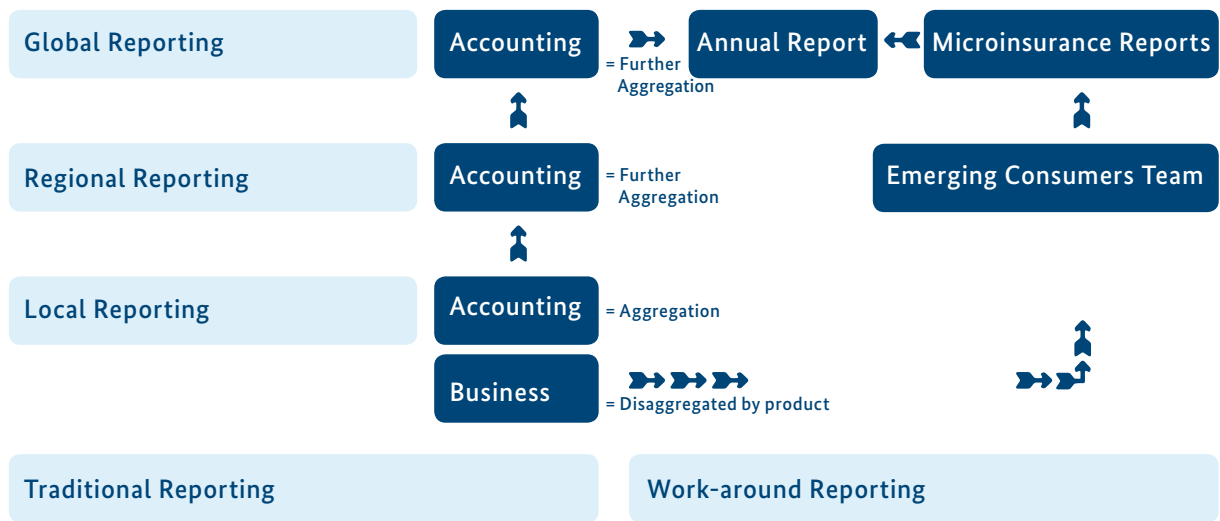 Global Reporting
Accounting
= Further
Aggregation
Annual Report
Microinsurance Reports
Regional Reporting
Accounting
= Further
Aggregation
Emerging Consumers Team
Local Reporting
Accounting
= Aggregation
Business
= Disaggregated by product
Traditional Reporting
Work-around Reporting